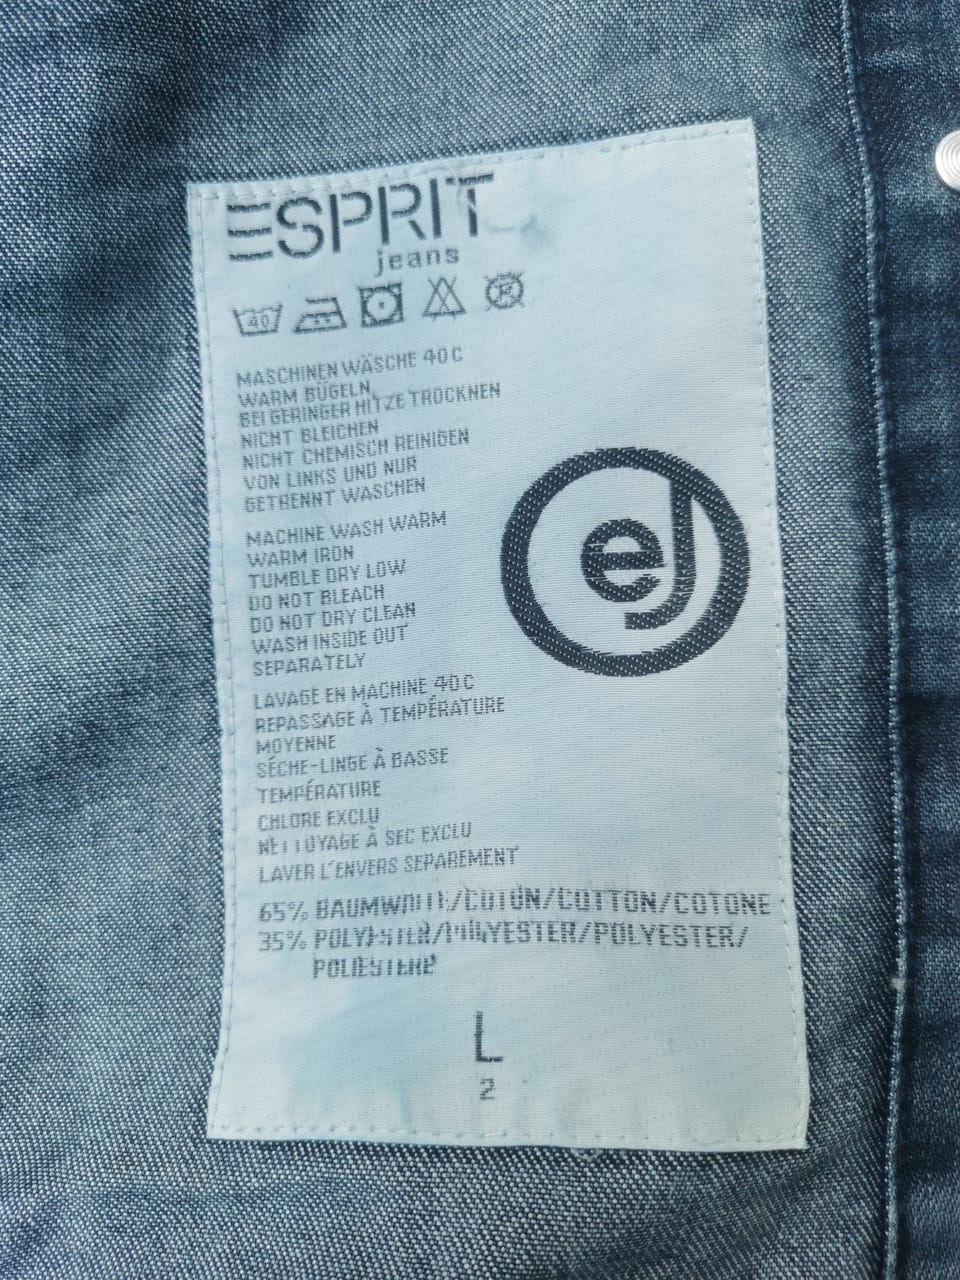 ESPRIT
jeans
40
MASCHINEN WÄSCHE 40 C
WARM BÜGELN,
BEI GERINGER HITZE TROCKNEN
NICHT BLEICHEN
NICHT CHEMISCH REINIGEN
VON LINKS UND NUR
GETRENNT WASCHEN
MACHINE WASH WARM
WARM IRON
TUMBLE DRY LOW
DO NOT BLEACH
DO NOT DRY CLEAN
WASH INSIDE OUT
SEPARATELY
LAVAGE EN MACHINE 40 C
REPASSAGE À TEMPÉRATURE
MOYENNE
SÉCHE-LINGE À BASSE
TEMPÉRATURE
CHLORE EXCLU
NETTOYAGE À SEC EXCLU
LAVER L'ENVERS SEPAREMENT
ej
65% BAUMWOLLE/COTON/COTTON/COTONE
35% POLYESTER/POLYESTER/POLYESTER/
POLIESTERE
L
2